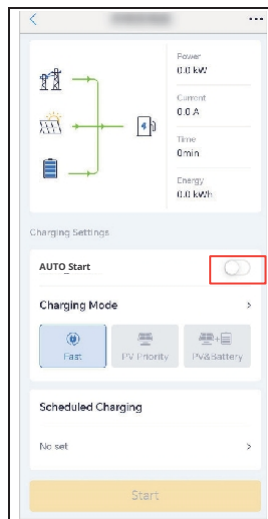 Power
0.0 kW
Current
0.0 A
Time
0min
Energy
0.0 kWh
Charging Settings
AUTO Start
Charging Mode
Fast
PV Priority
PV&Battery
Scheduled Charging
No set
Start